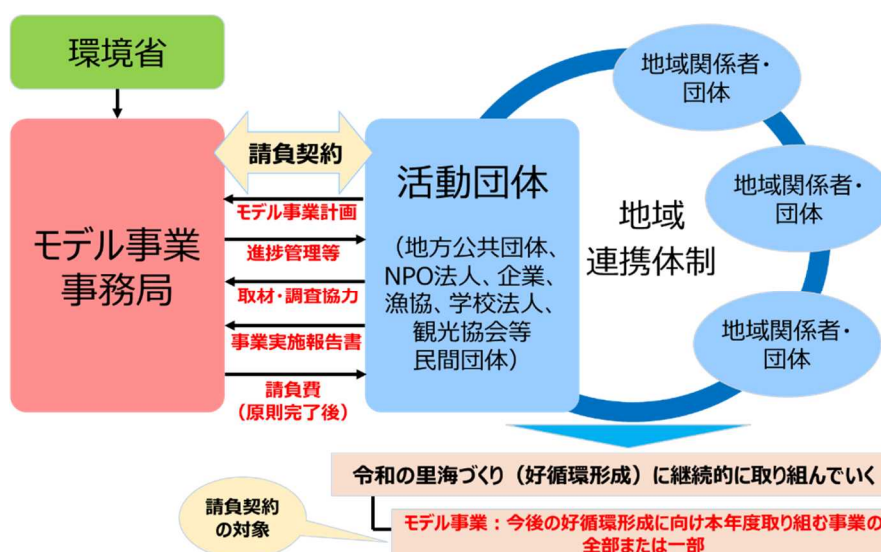 環境省
モデル事業
事務局
請負契約
モデル事業計画
進捗管理等
取材・調査協力
事業実施報告書
請負費
（原則完了後）
活動団体
（地方公共団体、
NPO法人、企業、
漁協、学校法人、
観光協会等
民間団体）
地域
連携体制
地域関係者・
団体
地域関係者・
団体
地域関係者・
団体
令和の里海づくり（好循環形成）に継続的に取り組んでいく
請負契約
の対象
モデル事業：今後の好循環形成に向け本年度取り組む事業の
全部または一部